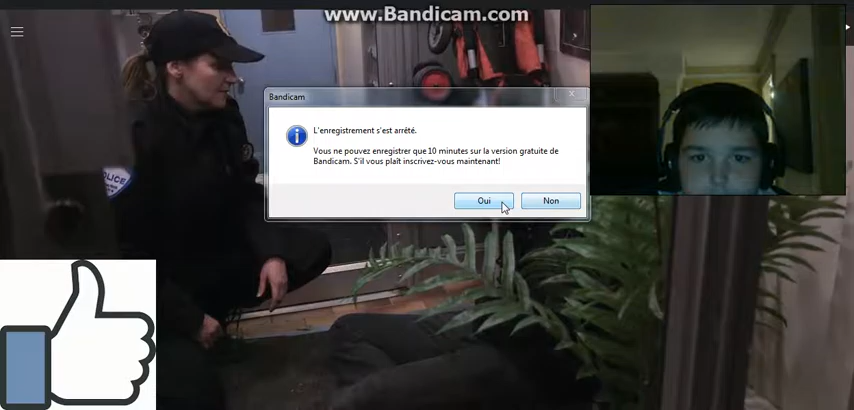 www.Bandicam.com
Bandicam
L'enregistrement s'est arrêté.
Vous ne pouvez enregistrer que 10 minutes sur la version gratuite de
Bandicam. S'il vous plaît inscrivez-vous maintenant!
Oui
Non
OLICE